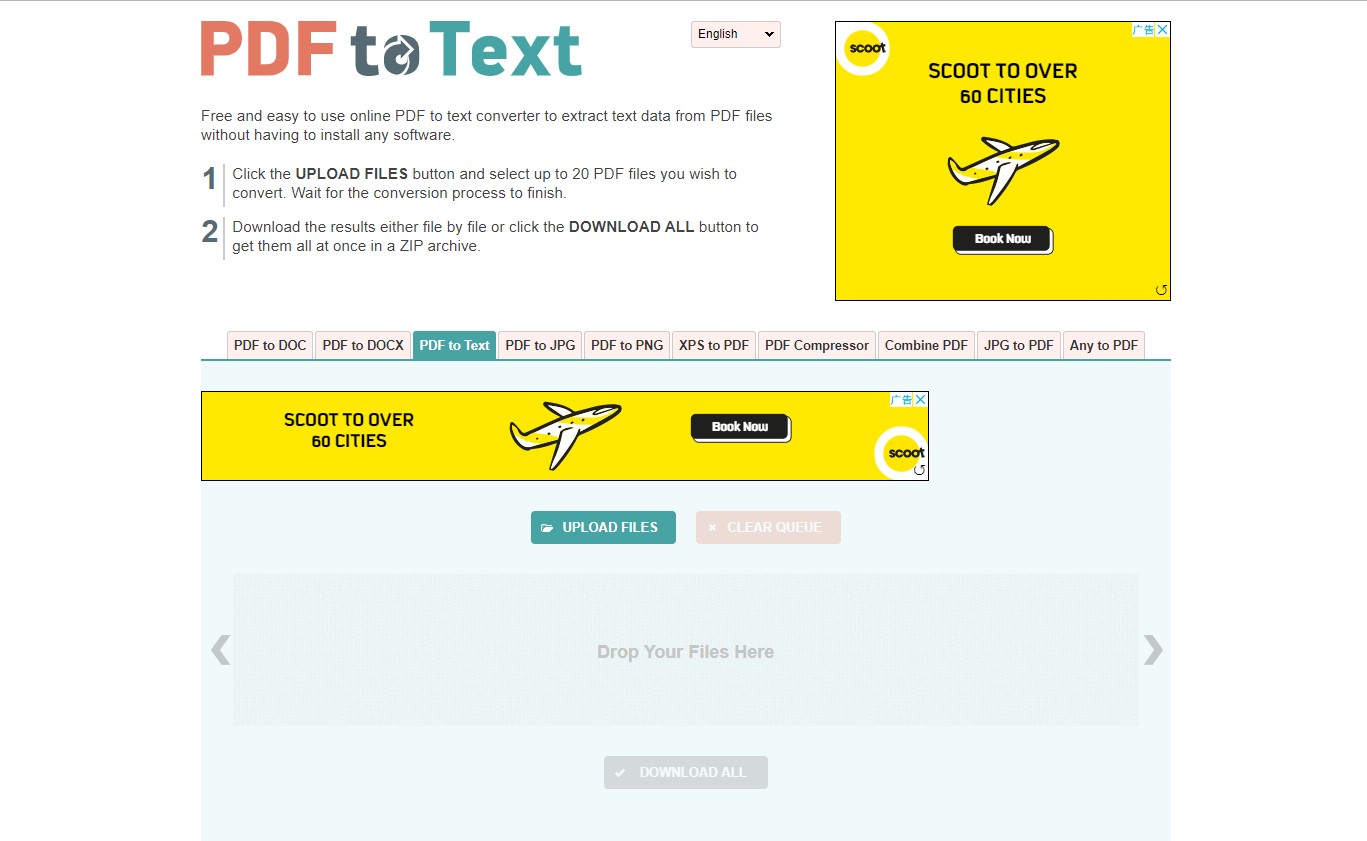 PDF to Text
English
Free and easy to use online PDF to text converter to extract text data from PDF files
without having to install any software.
1 Click the UPLOAD FILES button and select up to 20 PDF files you wish to
convert. Wait for the conversion process to finish.
2 Download the results either file by file or click the DOWNLOAD ALL button to
get them all at once in a ZIP archive.
广告
scoot
SCOOT TO OVER
60 CITIES
Book Now
PDF to DOC PDF to DOCX PDF to Text PDF to JPG PDF to PNG XPS to PDF PDF Compressor Combine PDF JPG to PDF Any to PDF
广告
SCOOT TO OVER
60 CITIES
Book Now
scoot
UPLOAD FILES CLEAR QUEUE
Drop Your Files Here
DOWNLOAD ALL